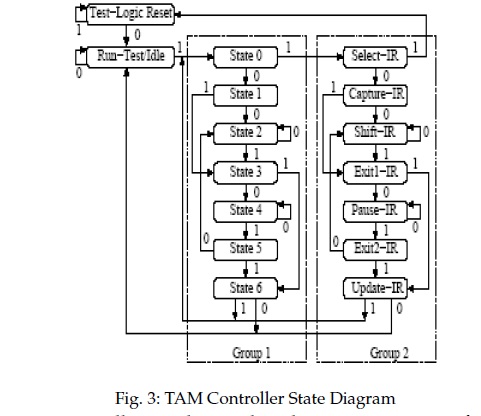 Test-Logic Reset
1
0
Run-Test/Idle
1
0
State 0
1
0
State 1
1
0
State 2
0
1
State 3
1
0
State 4
0
1
State 5
0
1
State 6
1 0
Group 1
Select-IR
1
0
Capture-IR
1
0
Shift-IR
0
1
Exit1-IR
1
0
Pause-IR
0
1
Exit2-IR
0
1
Update-IR
1 0
Group 2
Fig. 3: TAM Controller State Diagram